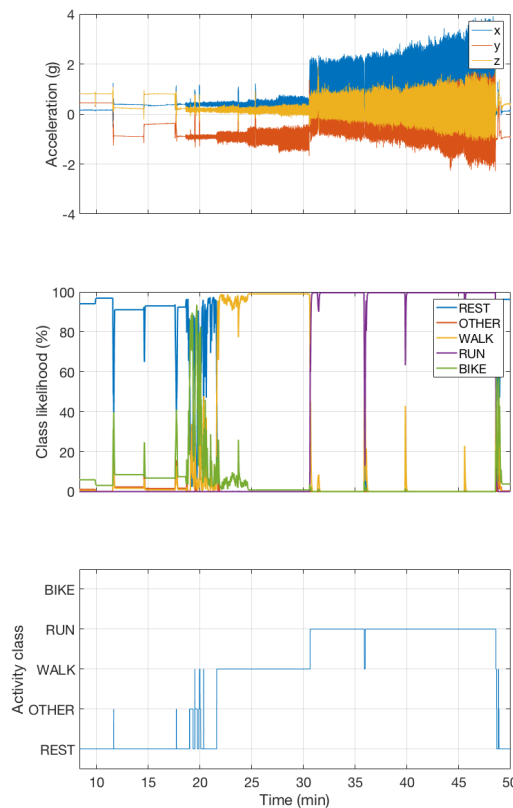 4
2
0
-2
-4
Acceleration (g)
x
y
z
100
80
60
40
20
0
Class likelihood (%)
REST
OTHER
WALK
RUN
BIKE
BIKE
RUN
WALK
OTHER
REST
Activity class
10 15 20 25 30 35 40 45 50
Time (min)